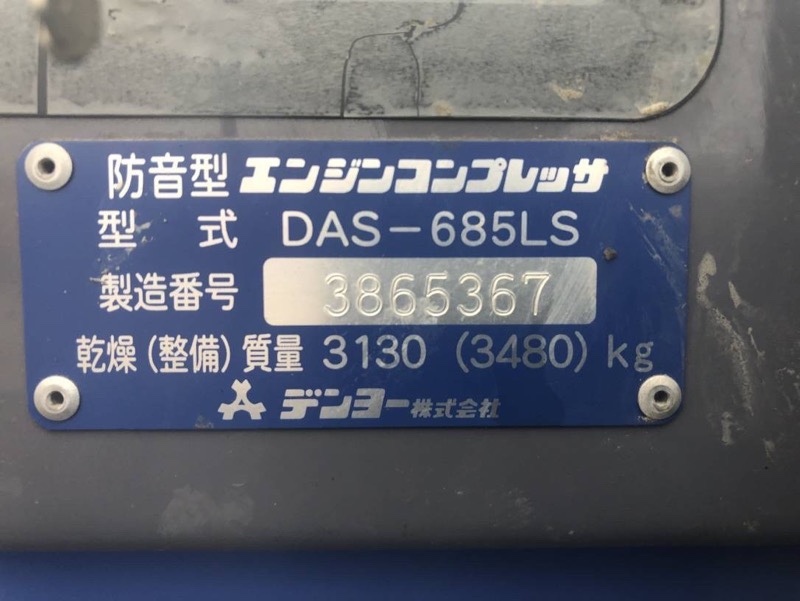 防音型 エンジンコンプレッサ
型 式 DAS-685LS
製造番号 3865367
乾燥(整備)質量 3130 (3480) kg
デンヨー株式会社